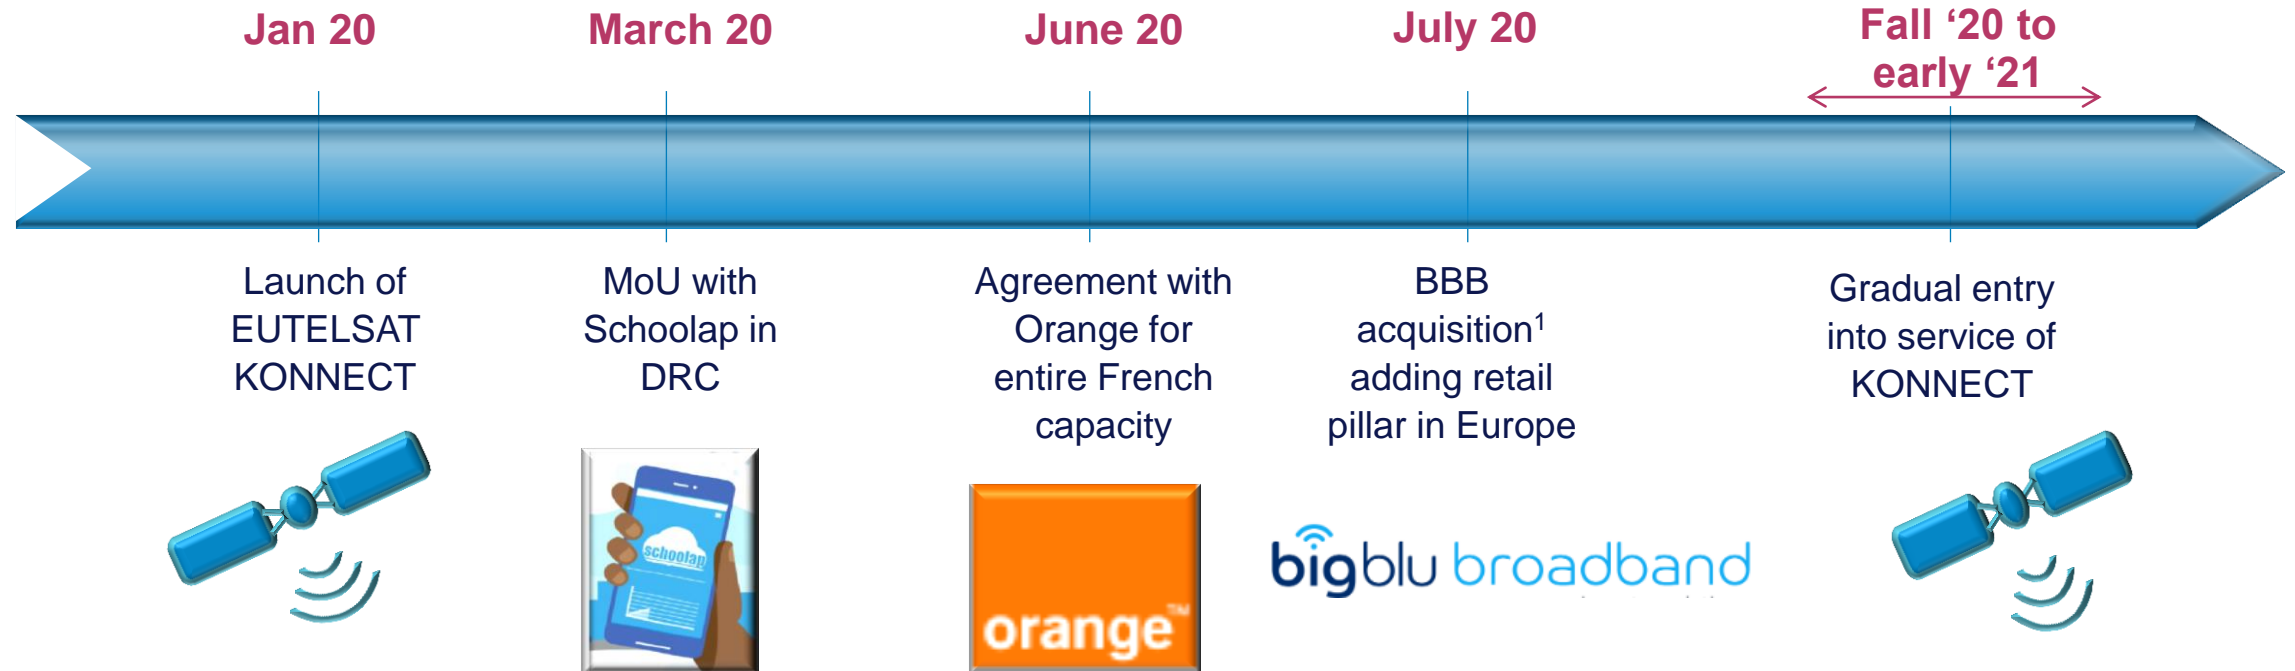 Jan 20
March 20
June 20
July 20
Fall ‘20 to
early ‘21
Launch of
EUTELSAT
KONNECT
MoU with
Schoolap in
DRC
Agreement with
Orange for
entire French
capacity
BBB
acquisition1
adding retail
pillar in Europe
Gradual entry
into service of
KONNECT
schoolap
orange™
bigblu broadband